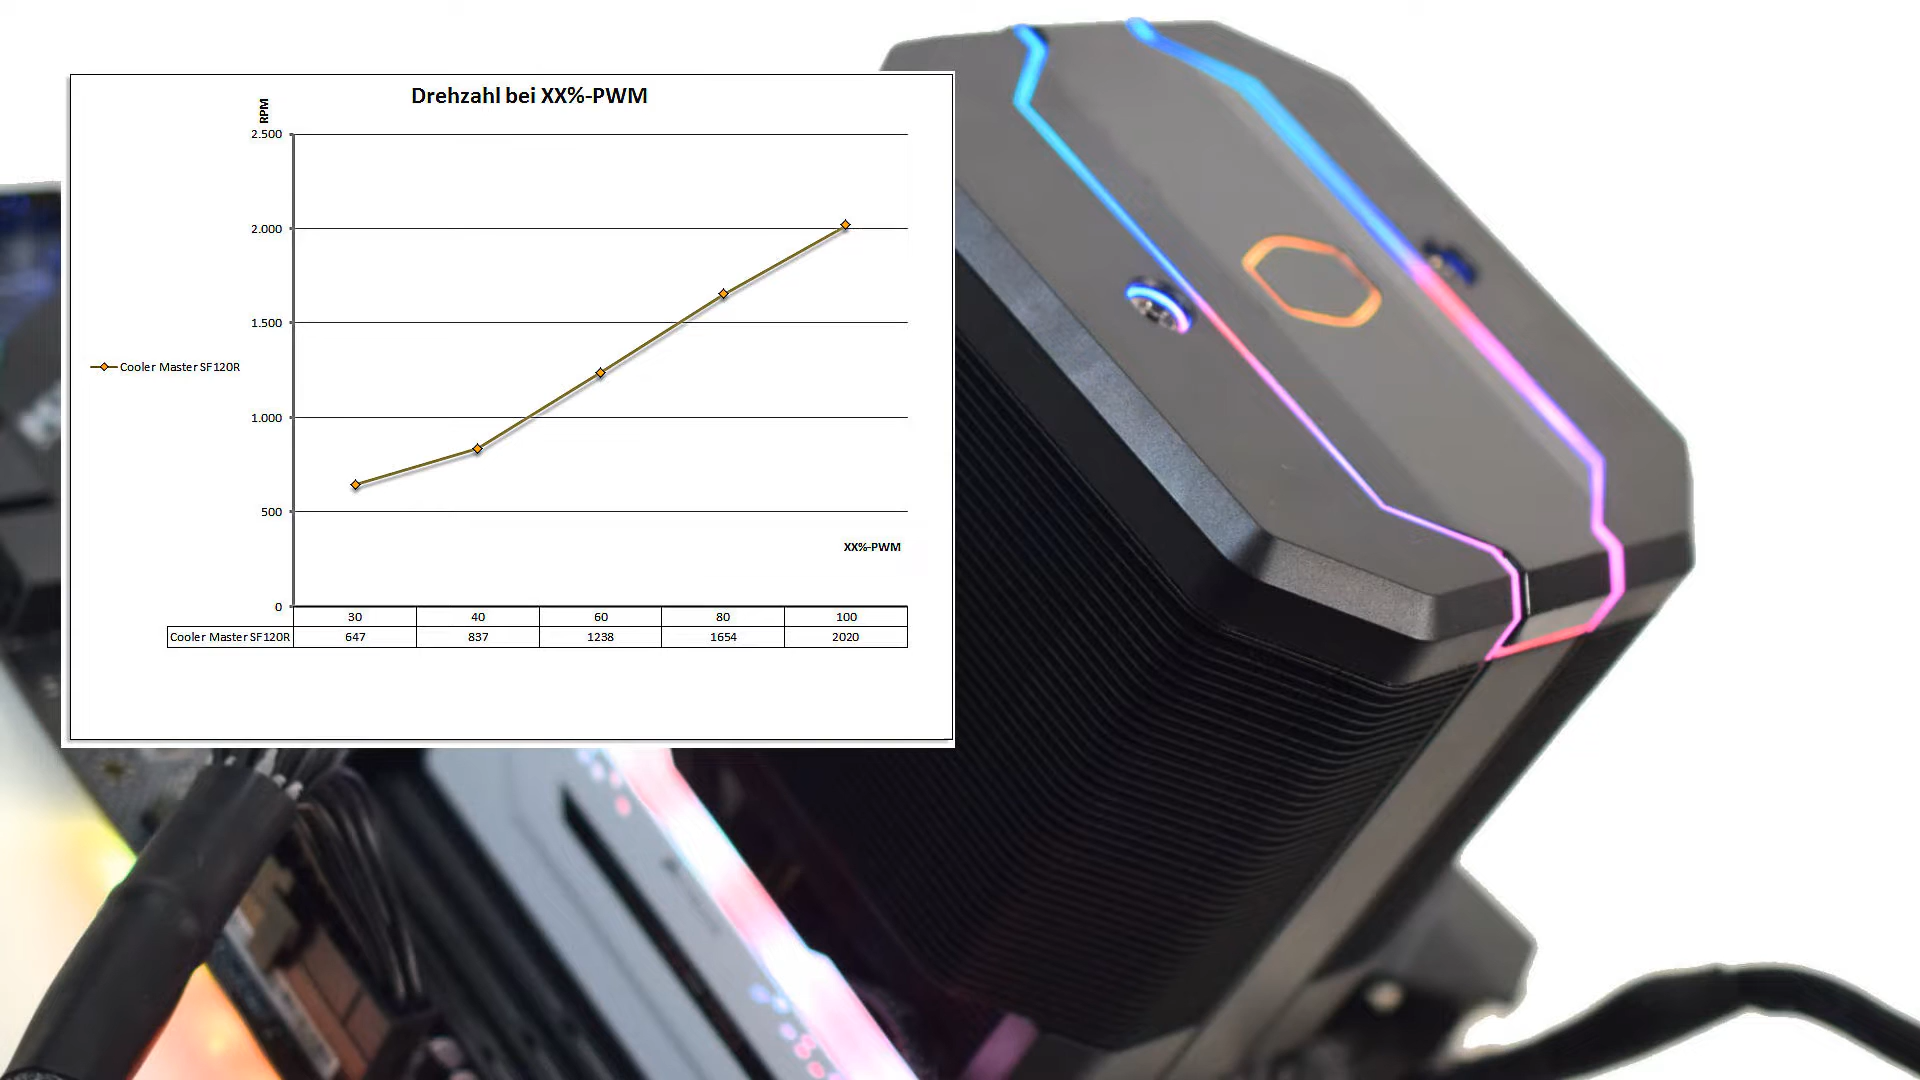 Drehzahl bei XX%-PWM
RPM
2.500
2.000
1.500
Cooler Master SF120R
1.000
500
XX%-PWM
0
30 40 60 80 100
Cooler Master SF120R 647 837 1238 1654 2020